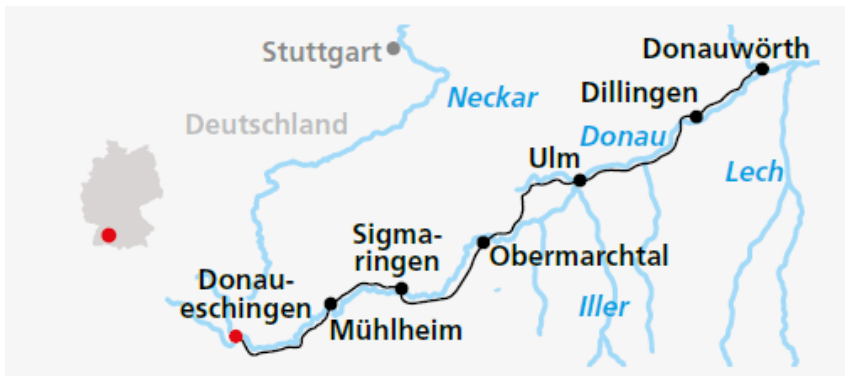 Donauwörth
Stuttgart
Neckar
Dillingen
Deutschland
Donau
Ulm
Lech
Sigma-
ringen
Obermarchtal
Donau-
eschingen
Iller
Mühlheim